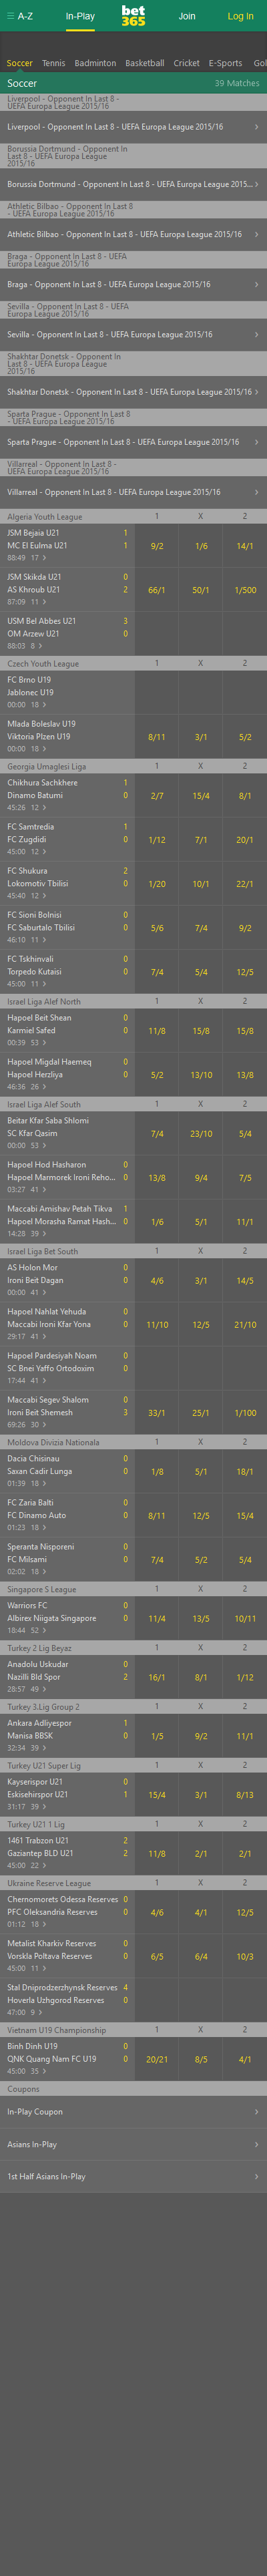 A-Z In-Play bet365 Join Log In
Soccer Tennis Badminton Basketball Cricket E-Sports Gol
Soccer 39 Matches
Liverpool - Opponent In Last 8 -
UEFA Europa League 2015/16
Liverpool - Opponent In Last 8 - UEFA Europa League 2015/16
Borussia Dortmund - Opponent In
Last 8 - UEFA Europa League
2015/16
Borussia Dortmund - Opponent In Last 8 - UEFA Europa League 2015...
Athletic Bilbao - Opponent In Last 8
- UEFA Europa League 2015/16
Athletic Bilbao - Opponent In Last 8 - UEFA Europa League 2015/16
Braga - Opponent In Last 8 - UEFA
Europa League 2015/16
Braga - Opponent In Last 8 - UEFA Europa League 2015/16
Sevilla - Opponent In Last 8 - UEFA
Europa League 2015/16
Sevilla - Opponent In Last 8 - UEFA Europa League 2015/16
Shakhtar Donetsk - Opponent In
Last 8 - UEFA Europa League
2015/16
Shakhtar Donetsk - Opponent In Last 8 - UEFA Europa League 2015/16
Sparta Prague - Opponent In Last 8
- UEFA Europa League 2015/16
Sparta Prague - Opponent In Last 8 - UEFA Europa League 2015/16
Villarreal - Opponent In Last 8 -
UEFA Europa League 2015/16
Villarreal - Opponent In Last 8 - UEFA Europa League 2015/16
Algeria Youth League 1 X 2
JSM Bejaia U21 1
MC El Eulma U21 1 9/2 1/6 14/1
88:49 17
JSM Skikda U21 0
AS Khroub U21 2 66/1 50/1 1/500
87:09 11
USM Bel Abbes U21 3
OM Arzew U21 0
88:03 8
Czech Youth League 1 X 2
FC Brno U19
Jablonec U19
00:00 18
Mlada Boleslav U19
Viktoria Plzen U19 8/11 3/1 5/2
00:00 18
Georgia Umaglesi Liga 1 X 2
Chikhura Sachkhere 1
Dinamo Batumi 0 2/7 15/4 8/1
45:26 12
FC Samtredia 1
FC Zugdidi 0 1/12 7/1 20/1
45:00 12
FC Shukura 2
Lokomotiv Tbilisi 0 1/20 10/1 22/1
45:40 12
FC Sioni Bolnisi 0
FC Saburtalo Tbilisi 0 5/6 7/4 9/2
46:10 11
FC Tskhinvali 0
Torpedo Kutaisi 0 7/4 5/4 12/5
45:00 11
Israel Liga Alef North 1 X 2
Hapoel Beit Shean 0
Karmiel Safed 0 11/8 15/8 15/8
00:39 53
Hapoel Migdal Haemeq 0
Hapoel Herzliya 0 5/2 13/10 13/8
46:36 26
Israel Liga Alef South 1 X 2
Beitar Kfar Saba Shlomi
SC Kfar Qasim 7/4 23/10 5/4
00:00 53
Hapoel Hod Hasharon 0
Hapoel Marmorek Ironi Reho... 0 13/8 9/4 7/5
03:27 41
Maccabi Amishav Petah Tikva 1
Hapoel Morasha Ramat Hash... 0 1/6 5/1 11/1
14:28 39
Israel Liga Bet South 1 X 2
AS Holon Mor 0
Ironi Beit Dagan 0 4/6 3/1 14/5
00:00 41
Hapoel Nahlat Yehuda 0
Maccabi Ironi Kfar Yona 0 11/10 12/5 21/10
29:17 41
Hapoel Pardesiyah Noam 0
SC Bnei Yaffo Ortodoxim 0
17:44 41
Maccabi Segev Shalom 0
Ironi Beit Shemesh 3 33/1 25/1 1/100
69:26 30
Moldova Divizia Nationala 1 X 2
Dacia Chisinau 0
Saxan Cadir Lunga 0 1/8 5/1 18/1
01:39 18
FC Zaria Balti 0
FC Dinamo Auto 0 8/11 12/5 15/4
01:23 18
Speranta Nisporeni 0
FC Milsami 0 7/4 5/2 5/4
02:02 18
Singapore S League 1 X 2
Warriors FC 0
Albirex Niigata Singapore 0 11/4 13/5 10/11
18:44 52
Turkey 2 Lig Beyaz 1 X 2
Anadolu Uskudar 0
Nazilli Bld Spor 2 16/1 8/1 1/12
28:57 49
Turkey 3.Lig Group 2 1 X 2
Ankara Adliyespor 1
Manisa BBSK 0 1/5 9/2 11/1
32:34 39
Turkey U21 Super Lig 1 X 2
Kayserispor U21 0
Eskisehirspor U21 1 15/4 3/1 8/13
31:17 39
Turkey U21 1 Lig 1 X 2
1461 Trabzon U21 2
Gaziantep BLD U21 2 11/8 2/1 2/1
45:00 22
Ukraine Reserve League 1 X 2
Chernomorets Odessa Reserves 0
PFC Oleksandria Reserves 0 4/6 4/1 12/5
01:12 18
Metalist Kharkiv Reserves 0
Vorskla Poltava Reserves 0 6/5 6/4 10/3
45:00 11
Stal Dniprodzerzhynsk Reserves 4
Hoverla Uzhgorod Reserves 0
47:00 9
Vietnam U19 Championship 1 X 2
Binh Dinh U19 0
QNK Quang Nam FC U19 0 20/21 8/5 4/1
45:00 35
Coupons
In-Play Coupon
Asians In-Play
1st Half Asians In-Play